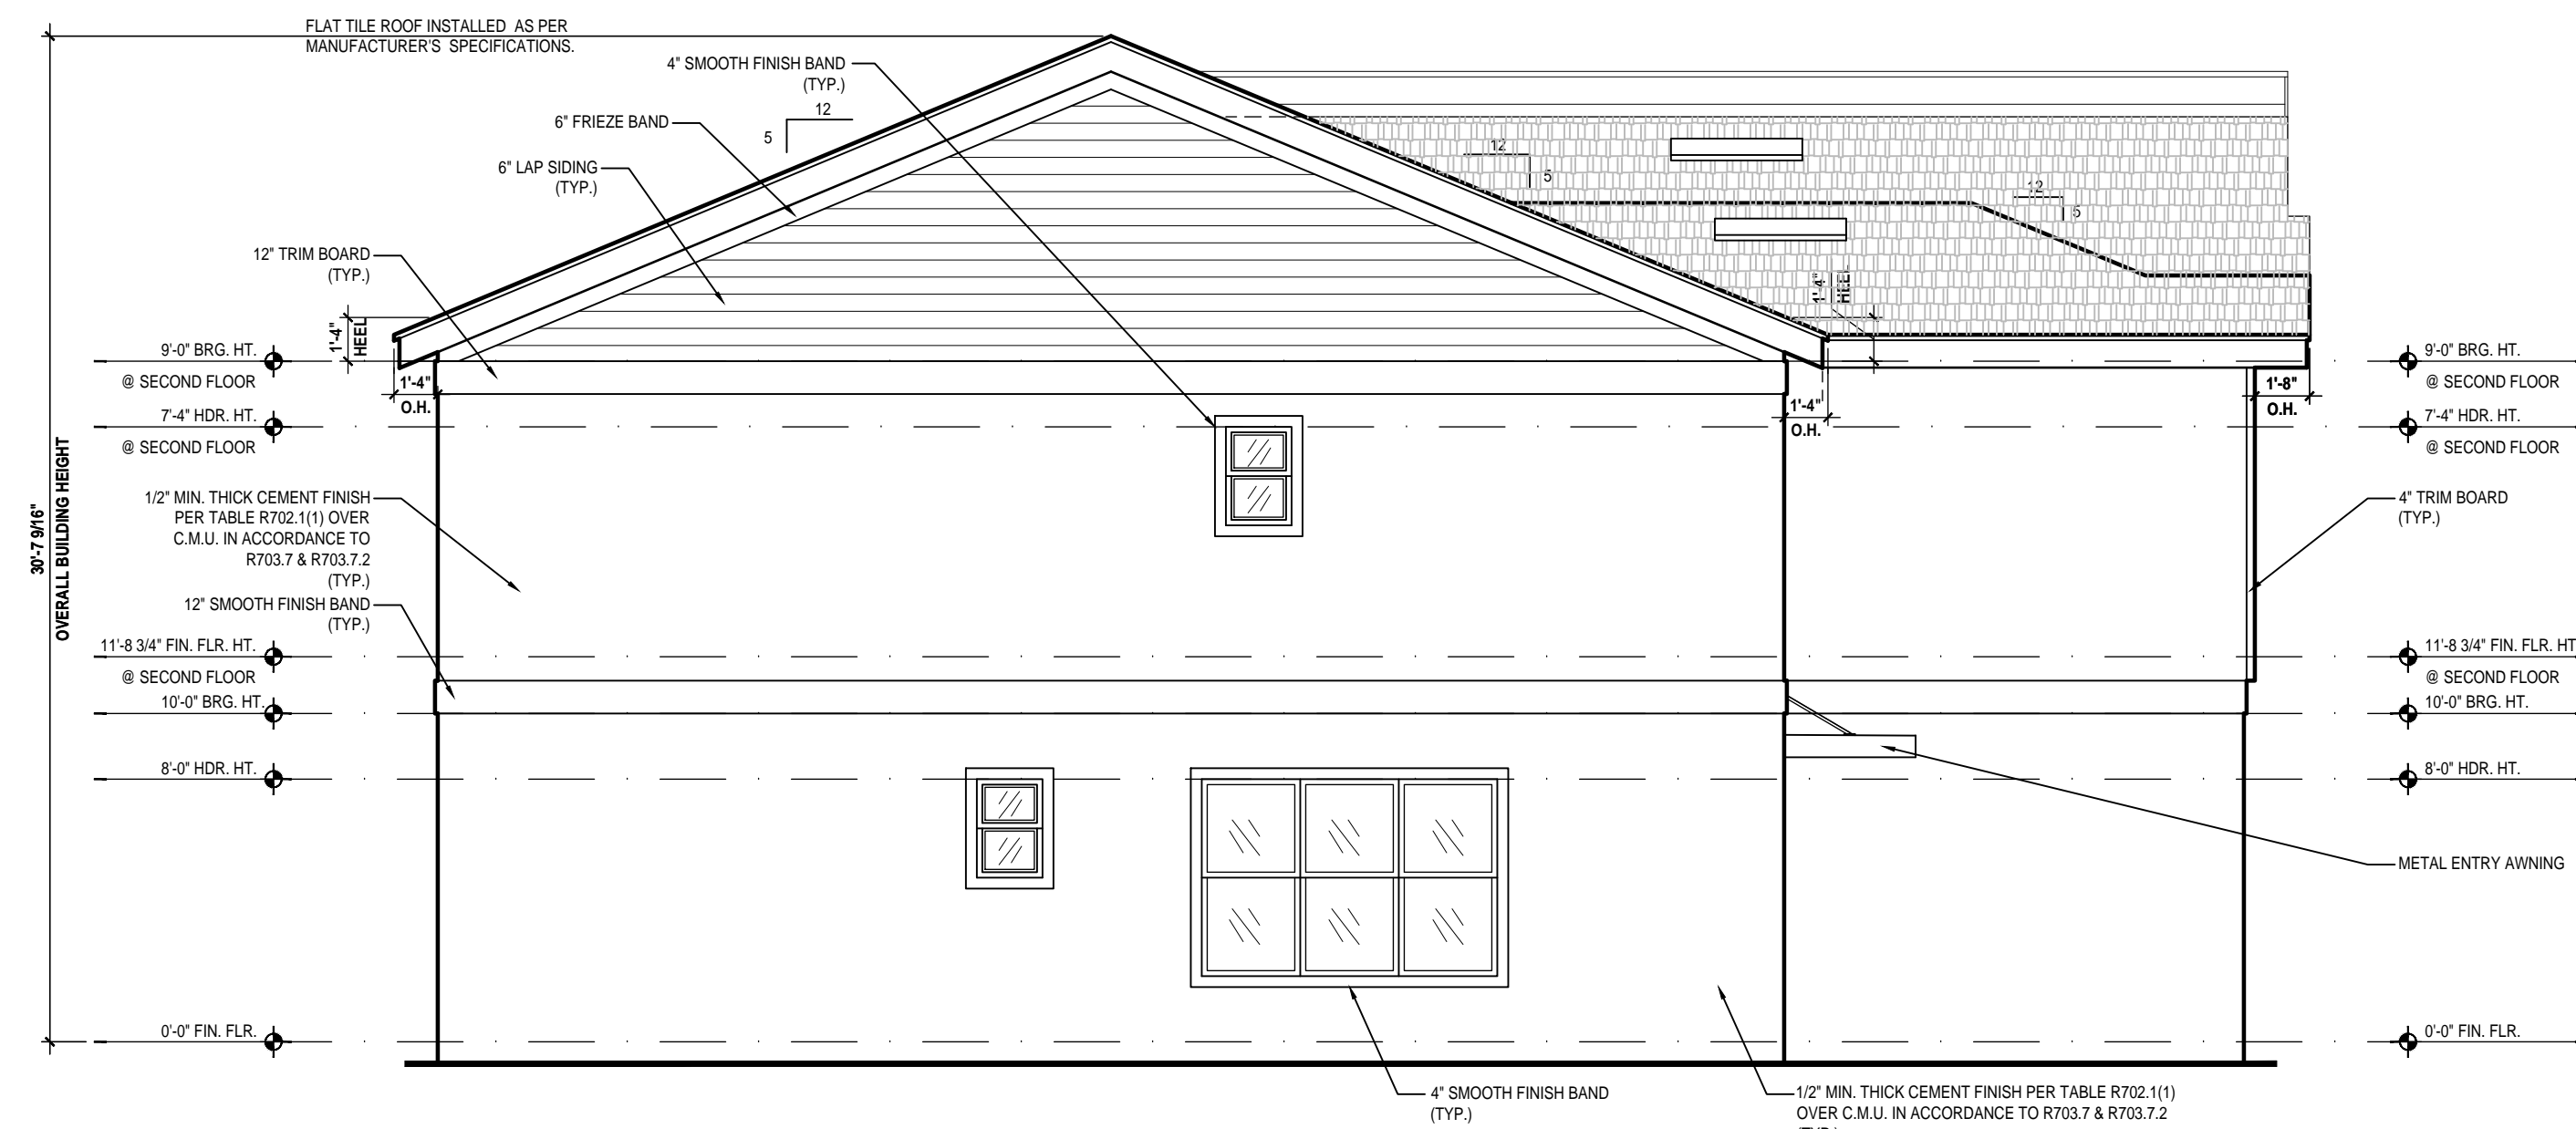 FLAT TILE ROOF INSTALLED AS PER
MANUFACTURER'S SPECIFICATIONS.
4" SMOOTH FINISH BAND
(TYP.)
12
5
6" FRIEZE BAND
6" LAP SIDING
(TYP.)
12
5
12
5
12" TRIM BOARD
(TYP.)
1'-4"
HEEL
1'-4"
HEEL
9'-0" BRG. HT.
@ SECOND FLOOR
1'-4"
O.H.
7'-4" HDR. HT.
@ SECOND FLOOR
1'-4"
O.H.
9'-0" BRG. HT.
@ SECOND FLOOR
1'-8"
O.H.
7'-4" HDR. HT.
@ SECOND FLOOR
30'-7 9/16"
OVERALL BUILDING HEIGHT
1/2" MIN. THICK CEMENT FINISH
PER TABLE R702.1(1) OVER
C.M.U. IN ACCORDANCE TO
R703.7 & R703.7.2
(TYP.)
12" SMOOTH FINISH BAND
(TYP.)
4" TRIM BOARD
(TYP.)
11'-8 3/4" FIN. FLR. HT.
@ SECOND FLOOR
10'-0" BRG. HT.
8'-0" HDR. HT.
0'-0" FIN. FLR.
11'-8 3/4" FIN. FLR. HT
@ SECOND FLOOR
10'-0" BRG. HT.
8'-0" HDR. HT.
METAL ENTRY AWNING
0'-0" FIN. FLR.
4" SMOOTH FINISH BAND
(TYP.)
1/2" MIN. THICK CEMENT FINISH PER TABLE R702.1(1)
OVER C.M.U. IN ACCORDANCE TO R703.7 & R703.7.2